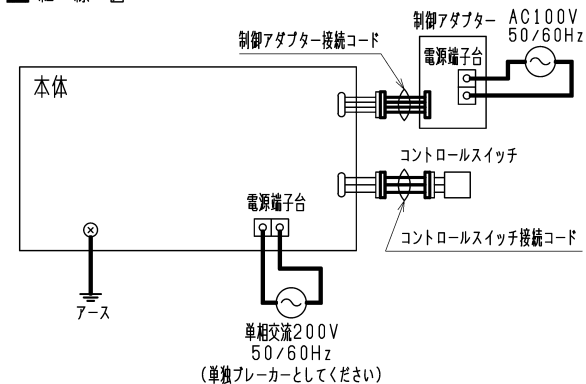 制御アダプター AC100V
50/60Hz
制御アダプター接続コード
電源端子台
本体
コントロールスイッチ
電源端子台
コントロールスイッチ接続コード
アース
単相交流200V
50/60Hz
(単独ブレーカーとしてください)